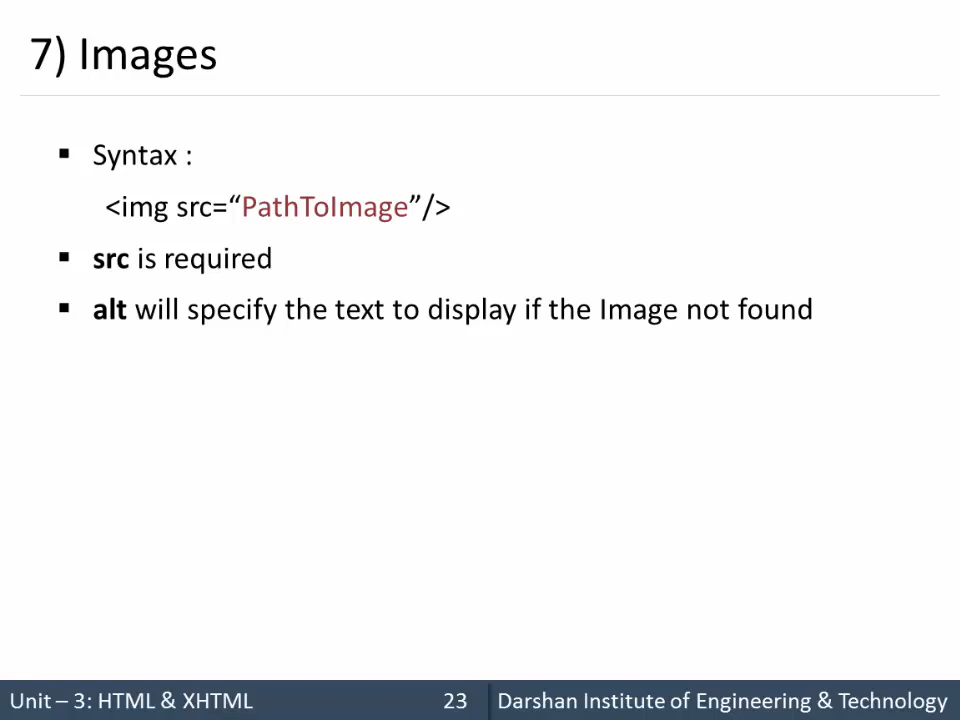 7) Images
▪ Syntax :
<img src=“PathToImage”/>
▪ src is required
▪ alt will specify the text to display if the Image not found
Unit – 3: HTML & XHTML 23 Darshan Institute of Engineering & Technology